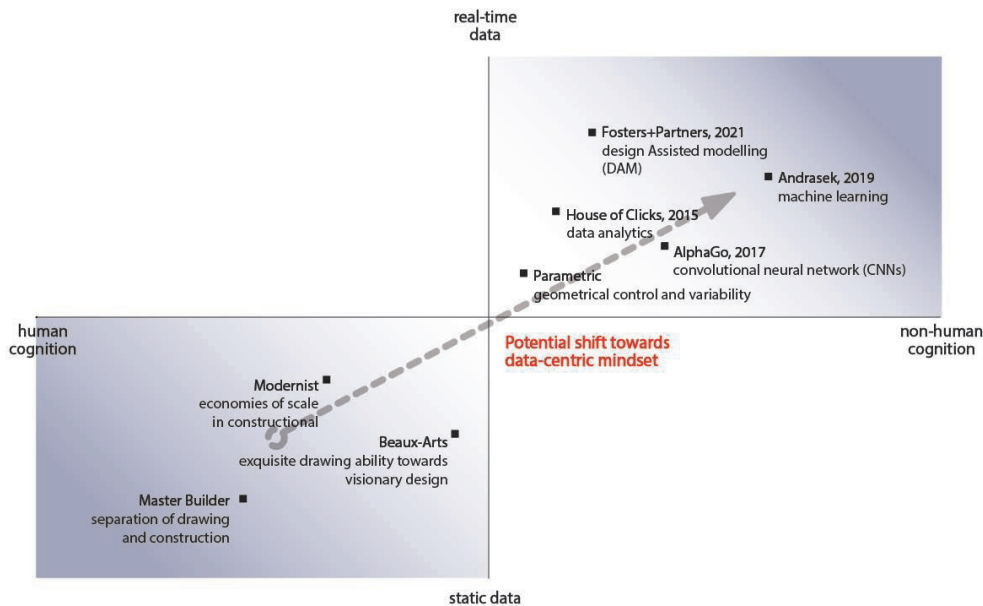 real-time
data
Fosters+Partners, 2021
design Assisted modelling
(DAM)
Andrasek, 2019
machine learning
House of Clicks, 2015
data analytics
AlphaGo, 2017
convolutional neural network (CNNs)
Parametric
geometrical control and variability
human
cognition
non-human
cognition
Potential shift towards
data-centric mindset
Modernist
economies of scale
in constructional
Beaux-Arts
exquisite drawing ability towards
visionary design
Master Builder
separation of drawing
and construction
static data